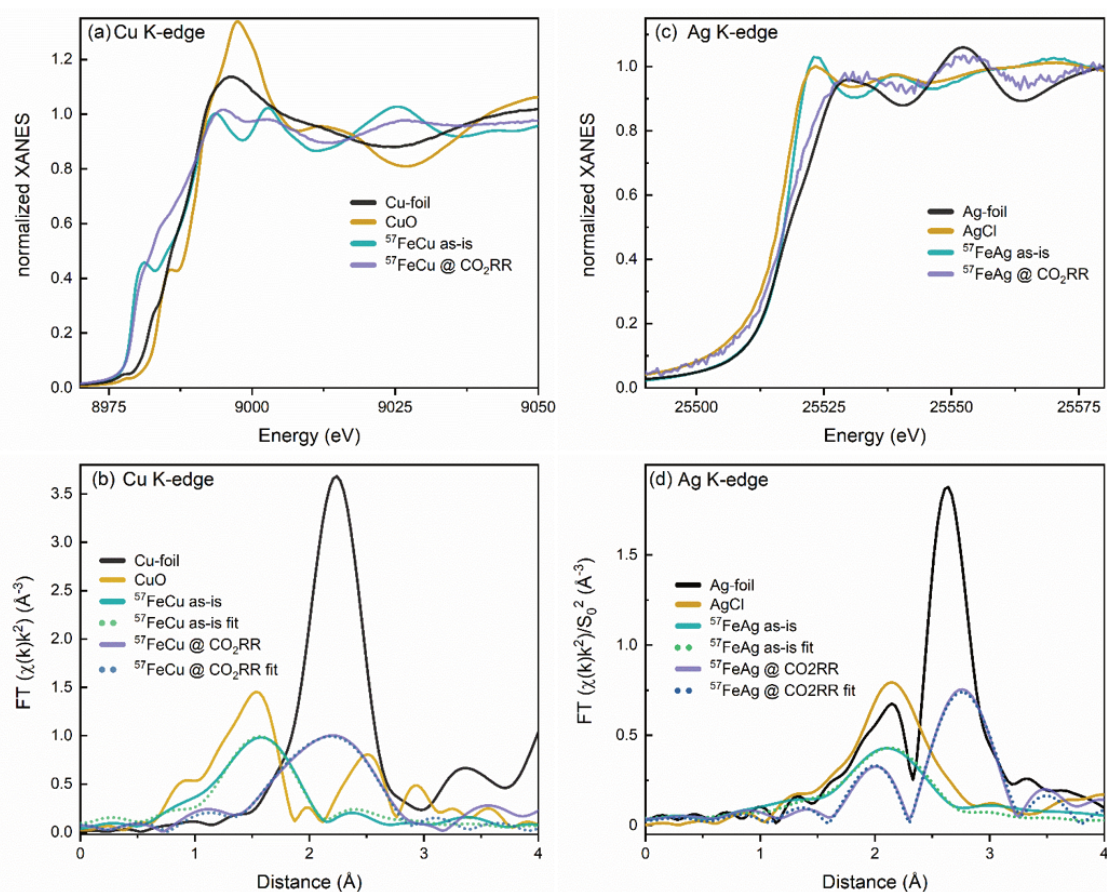 (a) Cu K-edge
normalized XANES
1.2
1.0
0.8
0.6
0.4
0.2
0.0
Cu-foil
CuO
⁵⁷FeCu as-is
⁵⁷FeCu @ CO₂RR
8975
9000
9025
9050
Energy (eV)
(c) Ag K-edge
normalized XANES
1.0
0.8
0.6
0.4
0.2
0.0
Ag-foil
AgCl
⁵⁷FeAg as-is
⁵⁷FeAg @ CO₂RR
25500
25525
25550
25575
Energy (eV)
(b) Cu K-edge
FT (χ(k)k²) (Å⁻³)
3.5
3.0
2.5
2.0
1.5
1.0
0.5
0.0
Cu-foil
CuO
⁵⁷FeCu as-is
⁵⁷FeCu as-is fit
⁵⁷FeCu @ CO₂RR
⁵⁷FeCu @ CO₂RR fit
0
1
2
3
4
Distance (Å)
(d) Ag K-edge
FT (χ(k)k²)/S₀² (Å⁻³)
1.5
1.0
0.5
0
Ag-foil
AgCl
⁵⁷FeAg as-is
⁵⁷FeAg as-is fit
⁵⁷FeAg @ CO2RR
⁵⁷FeAg @ CO2RR fit
0
1
2
3
4
Distance (Å)